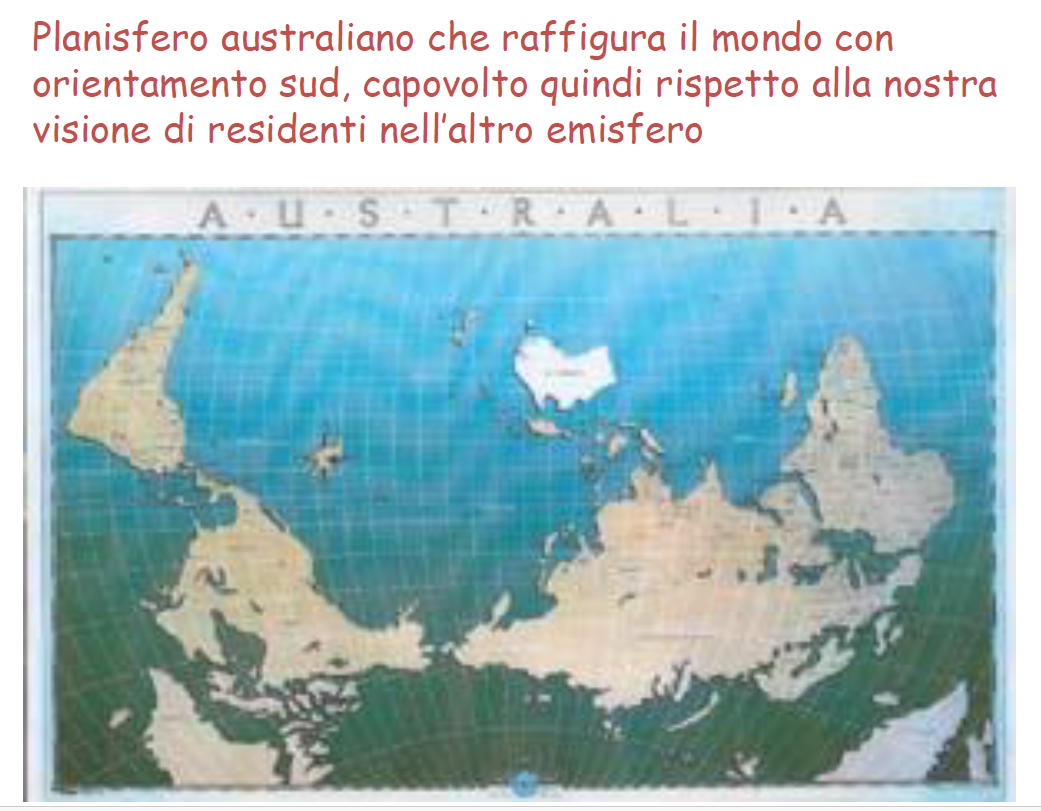 Planisfero australiano che raffigura il mondo con
orientamento sud, capovolto quindi rispetto alla nostra
visione di residenti nell'altro emisfero
A·U·S·T·R·A·L·I·A